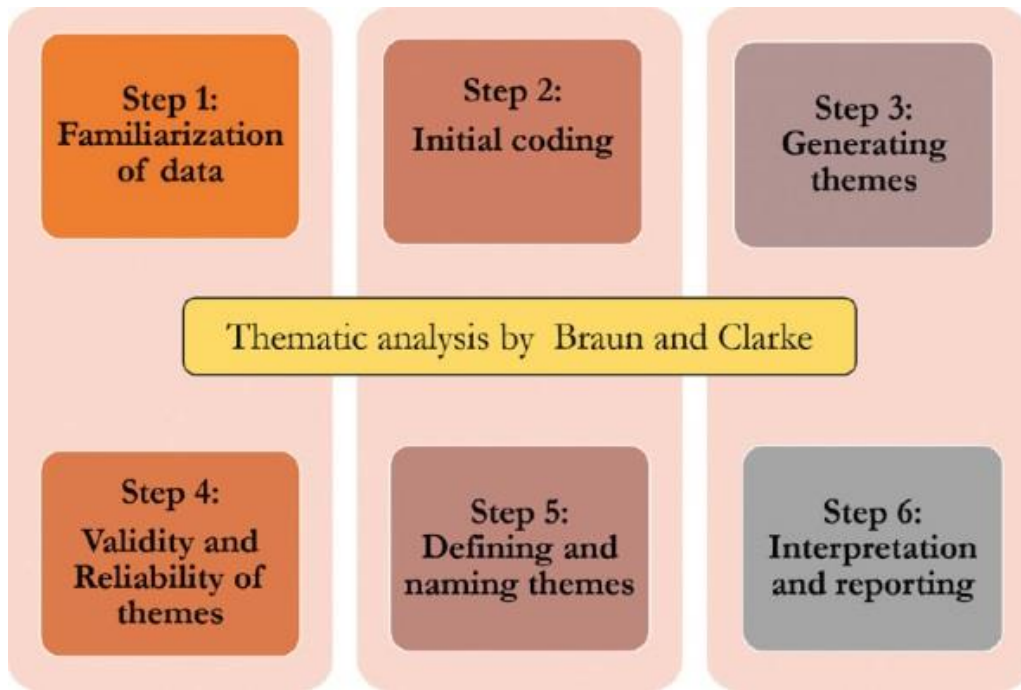 Step 1:
Familiarization
of data
Step 2:
Initial coding
Step 3:
Generating
themes
Thematic analysis by Braun and Clarke
Step 4:
Validity and
Reliability of
themes
Step 5:
Defining and
naming themes
Step 6:
Interpretation
and reporting